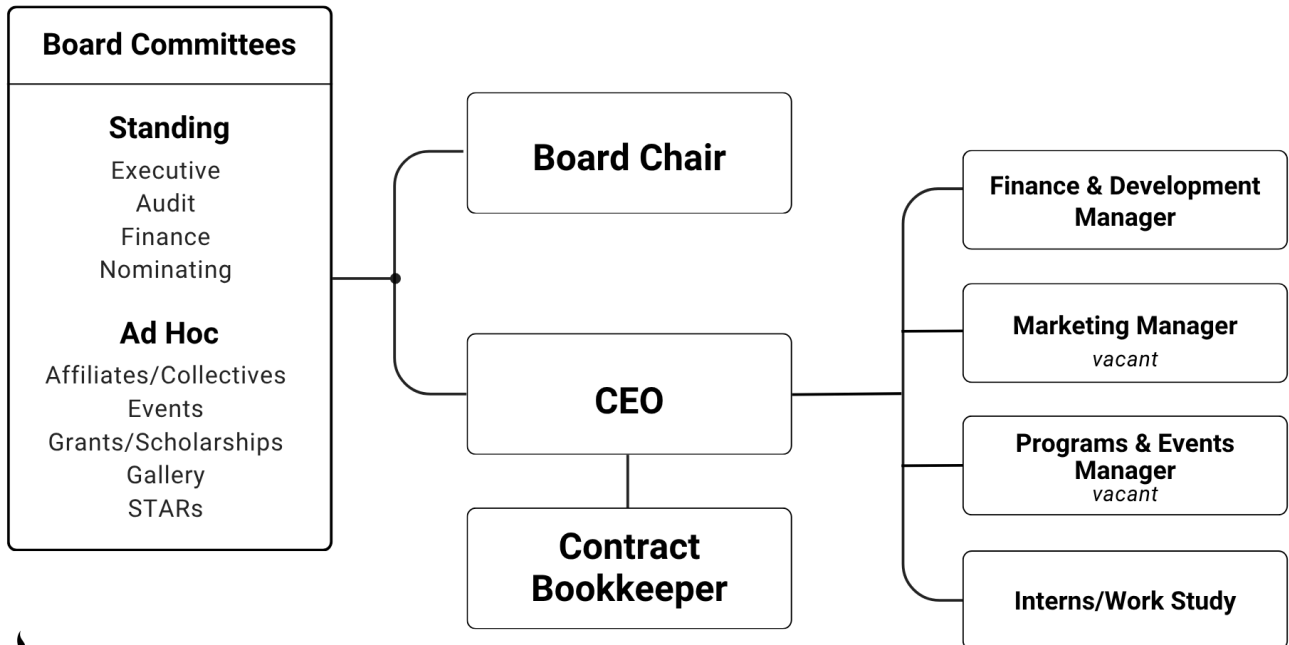 Board Committees
Standing
Executive
Audit
Finance
Nominating
Ad Hoc
Affiliates/Collectives
Events
Grants/Scholarships
Gallery
STARs
Board Chair
CEO
Contract
Bookkeeper
Finance & Development
Manager
Marketing Manager
vacant
Programs & Events
Manager
vacant
Interns/Work Study